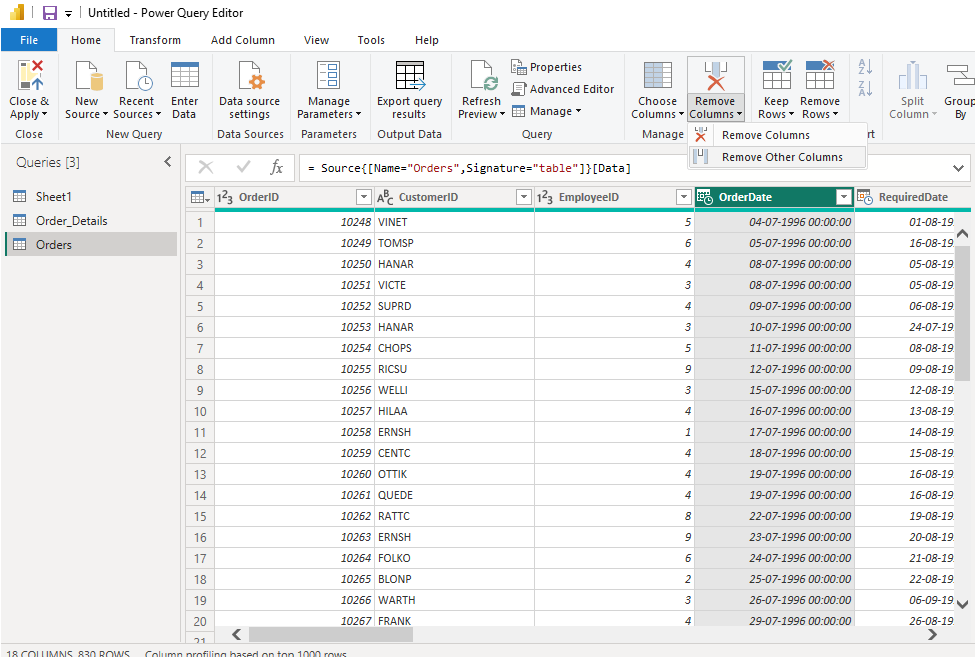 Untitled - Power Query Editor
File Home Transform Add Column View Tools Help
Close & Apply
New Source
Recent Sources
Enter Data
Data source settings
Manage Parameters
Export query results
Refresh Preview
Properties
Advanced Editor
Manage
Choose Columns
Remove Columns
Keep Rows
Remove Rows
A Z
Z A
Split Column
Group By
Close New Query Data Sources Parameters Output Data Query Manage rt
Remove Columns
Remove Other Columns
Queries [3]
Sheet1
Order_Details
Orders
fx = Source{[Name="Orders",Signature="table"]}[Data]
123 OrderID ABC CustomerID 123 EmployeeID OrderDate RequiredDate
1 10248 VINET 5 04-07-1996 00:00:00 01-08-19
2 10249 TOMSP 6 05-07-1996 00:00:00 16-08-19
3 10250 HANAR 4 08-07-1996 00:00:00 05-08-19
4 10251 VICTE 3 08-07-1996 00:00:00 05-08-19
5 10252 SUPRD 4 09-07-1996 00:00:00 06-08-19
6 10253 HANAR 3 10-07-1996 00:00:00 24-07-19
7 10254 CHOPS 5 11-07-1996 00:00:00 08-08-19
8 10255 RICSU 9 12-07-1996 00:00:00 09-08-19
9 10256 WELLI 3 15-07-1996 00:00:00 12-08-19
10 10257 HILAA 4 16-07-1996 00:00:00 13-08-19
11 10258 ERNSH 1 17-07-1996 00:00:00 14-08-19
12 10259 CENTC 4 18-07-1996 00:00:00 15-08-19
13 10260 OTTIK 4 19-07-1996 00:00:00 16-08-19
14 10261 QUEDE 4 19-07-1996 00:00:00 16-08-19
15 10262 RATTC 8 22-07-1996 00:00:00 19-08-19
16 10263 ERNSH 9 23-07-1996 00:00:00 20-08-19
17 10264 FOLKO 6 24-07-1996 00:00:00 21-08-19
18 10265 BLONP 2 25-07-1996 00:00:00 22-08-19
19 10266 WARTH 3 26-07-1996 00:00:00 06-09-19
20 10267 FRANK 4 29-07-1996 00:00:00 26-08-19
21
18 COLUMNS, 830 ROWS Column profiling based on top 1000 rows